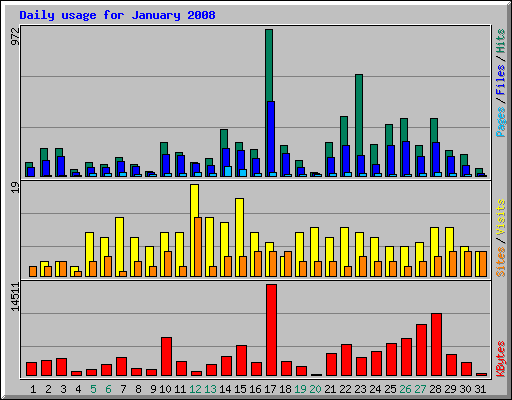 Daily usage for January 2008
972
Pages / Files / Hits
19
Sites / Visits
14511
KBytes
1 2 3 4 5 6 7 8 9 10 11 12 13 14 15 16 17 18 19 20 21 22 23 24 25 26 27 28 29 30 31